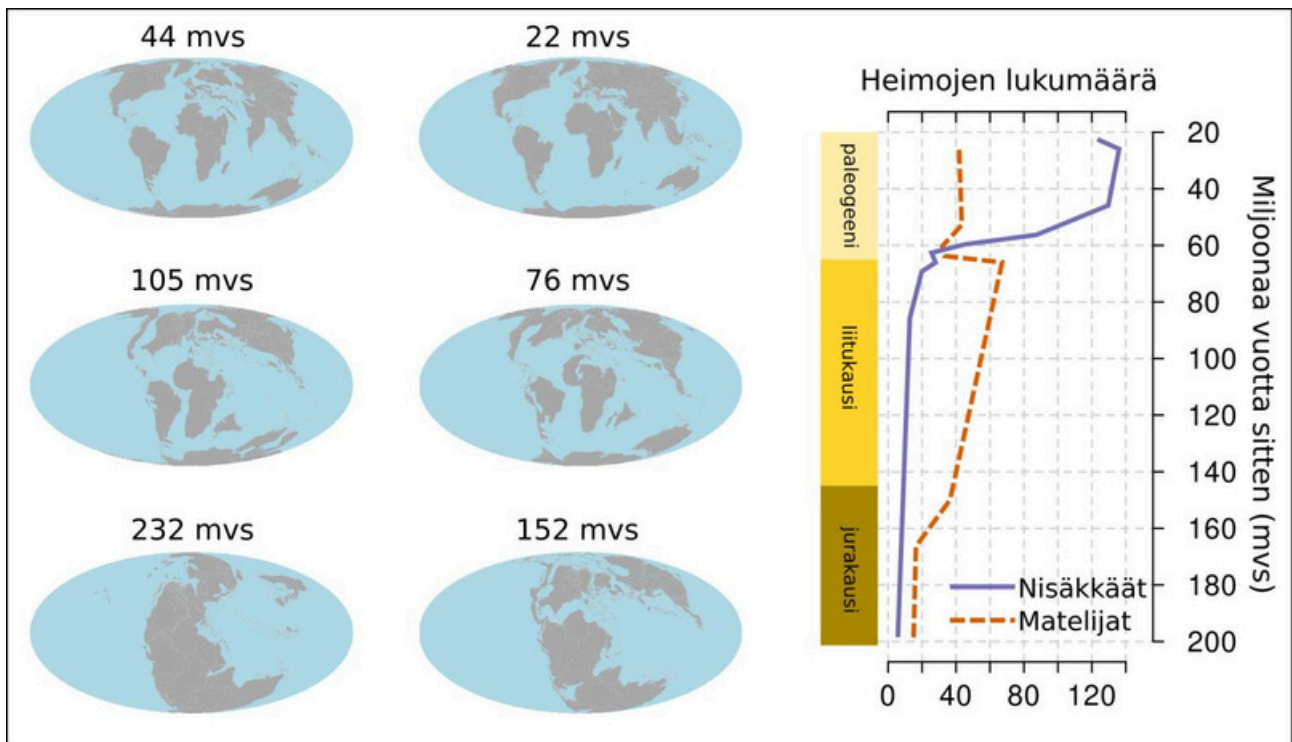 44 mvs
22 mvs
105 mvs
76 mvs
232 mvs
152 mvs
Heimojen lukumäärä
20
40
60
80
100
120
140
160
180
200
Miljoonaa vuotta sitten (mvs)
paleogeeni
liitukausi
jurakausi
Nisäkkäät
Matelijat
0 40 80 120